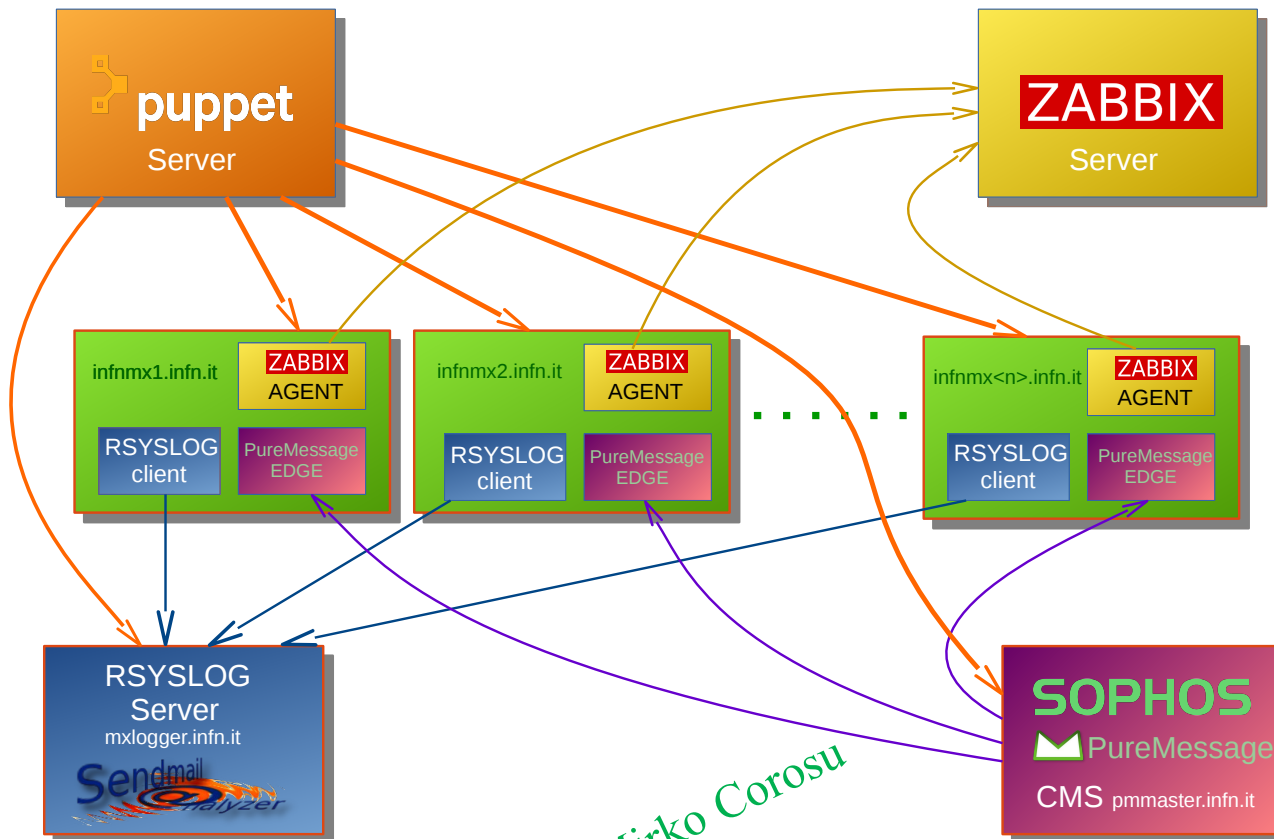 puppet
Server
ZABBIX
Server
infnmx1.infn.it
ZABBIX
AGENT
RSYSLOG
client
PureMessage
EDGE
infnmx2.infn.it
ZABBIX
AGENT
RSYSLOG
client
PureMessage
EDGE
infnmx<n>.infn.it
ZABBIX
AGENT
RSYSLOG
client
PureMessage
EDGE
RSYSLOG
Server
mxlogger.infn.it
Sendmail
Analyzer
SOPHOS
PureMessage
CMS pmmaster.infn.it
Corosu